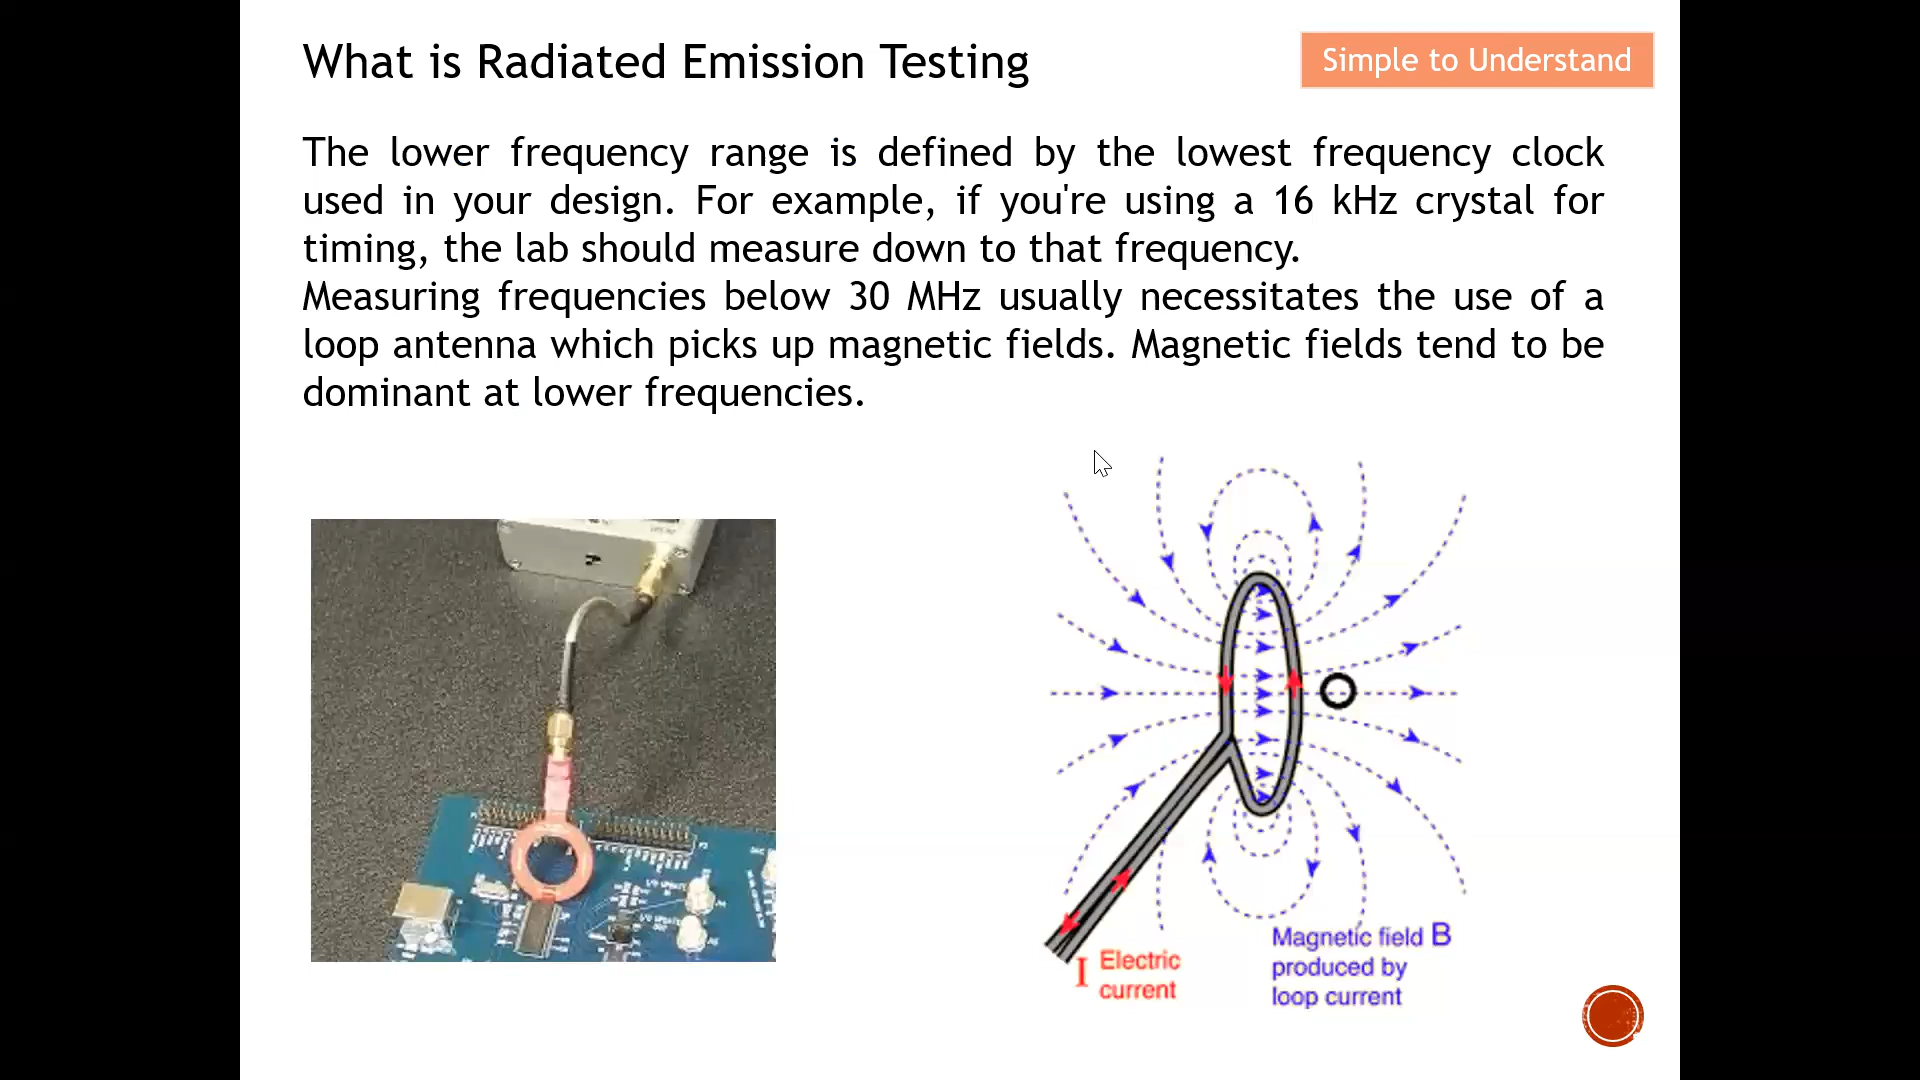 What is Radiated Emission Testing
Simple to Understand
The lower frequency range is defined by the lowest frequency clock
used in your design. For example, if you're using a 16 kHz crystal for
timing, the lab should measure down to that frequency.
Measuring frequencies below 30 MHz usually necessitates the use of a
loop antenna which picks up magnetic fields. Magnetic fields tend to be
dominant at lower frequencies.
I Electric
current
Magnetic field B
produced by
loop current